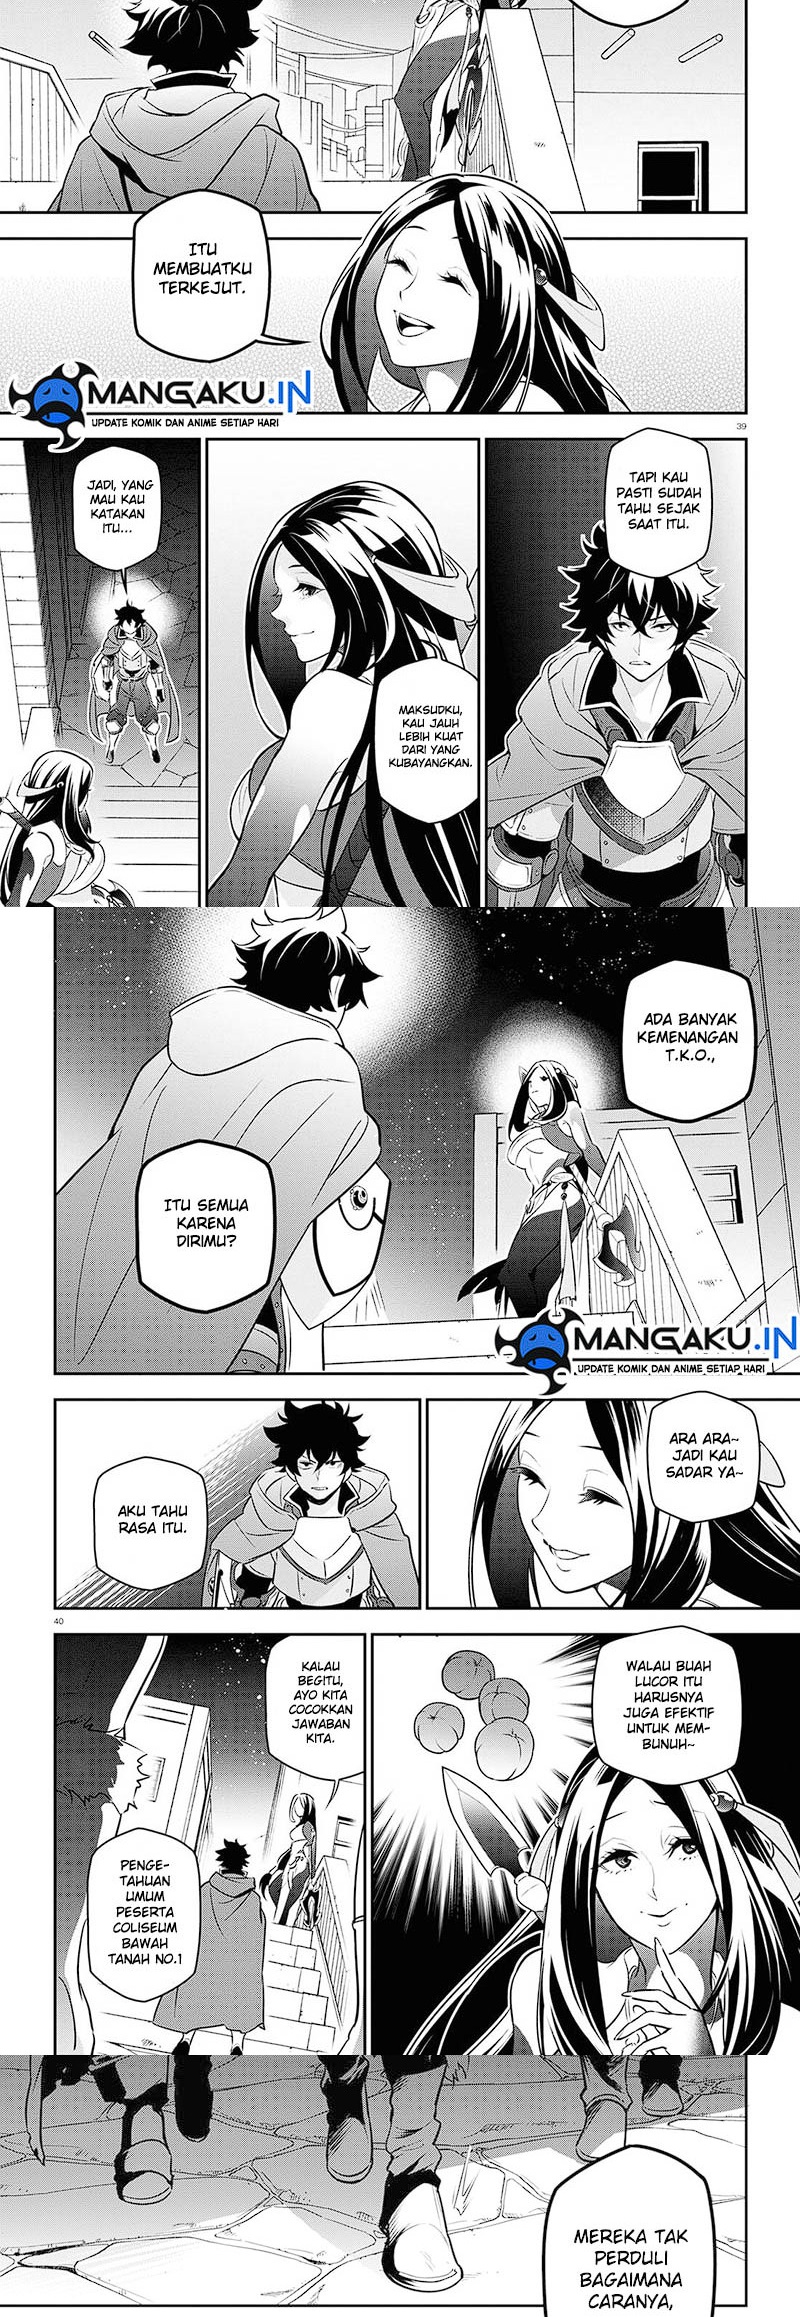 ITU
MEMBUATKU
TERKEJUT.
MANGAKU.IN
UPDATE KOMIK DAN ANIME SETIAP HARI
39
TAPI KAU
PASTI SUDAH
TAHU SEJAK
SAAT ITU.
MAKSUDKU,
KAU JAUH
LEBIH KUAT
DARI YANG
KUBAYANGKAN.
JADI, YANG
MAU KAU
KATAKAN
ITU...
ADA BANYAK
KEMENANGAN
T.K.O.,
ITU SEMUA
KARENA
DIRIMU?
MANGAKU.IN
UPDATE KOMIK DAN ANIME SETIAP HARI
ARA ARA~
JADI KAU
SADAR YA~
AKU TAHU
RASA ITU.
40
WALAU BUAH
LUCOR ITU
HARUSNYA
JUGA EFEKTIF
UNTUK MEM-
BUNUH~
KALAU
BEGITU,
AYO KITA
COCOKKAN
JAWABAN
KITA.
PENGE-
TAHUAN
UMUM
PESERTA
COLISEUM
BAWAH
TANAH NO.1
MEREKA TAK
PERDULI
BAGAIMANA
CARANYA,